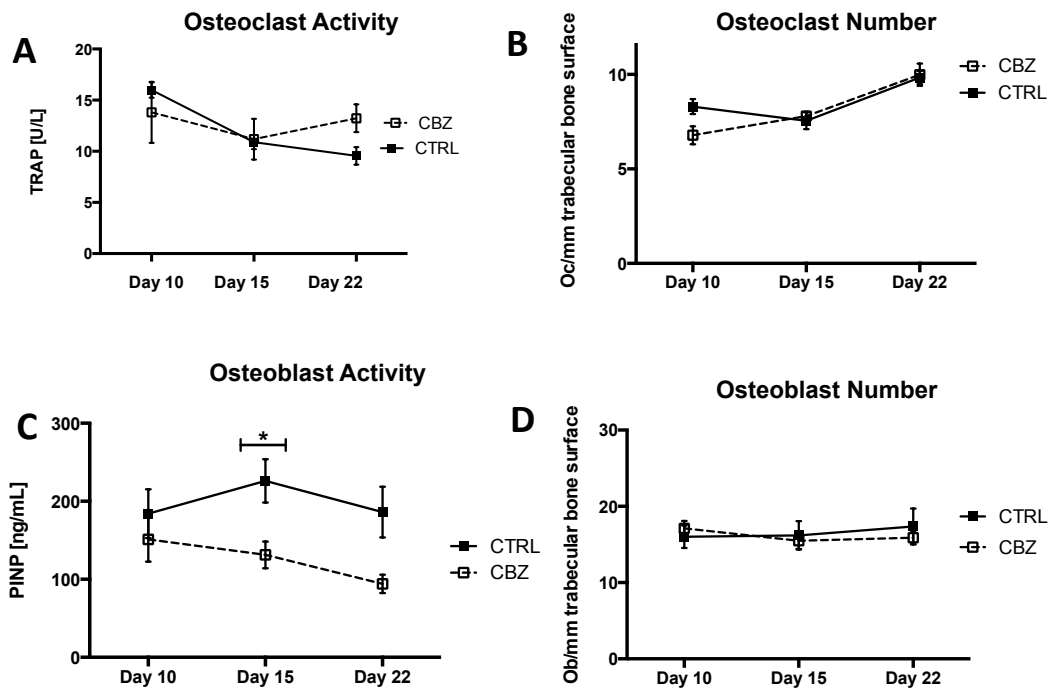 A
Osteoclast Activity
TRAP [U/L]
20
15
10
5
0
Day 10
Day 15
Day 22
CBZ
CTRL
B
Osteoclast Number
Oc/mm trabecular bone surface
10
5
0
Day 10
Day 15
Day 22
CBZ
CTRL
C
Osteoblast Activity
PINP [ng/mL]
300
200
100
0
*
Day 10
Day 15
Day 22
CTRL
CBZ
D
Osteoblast Number
Ob/mm trabecular bone surface
30
20
10
0
Day 10
Day 15
Day 22
CTRL
CBZ